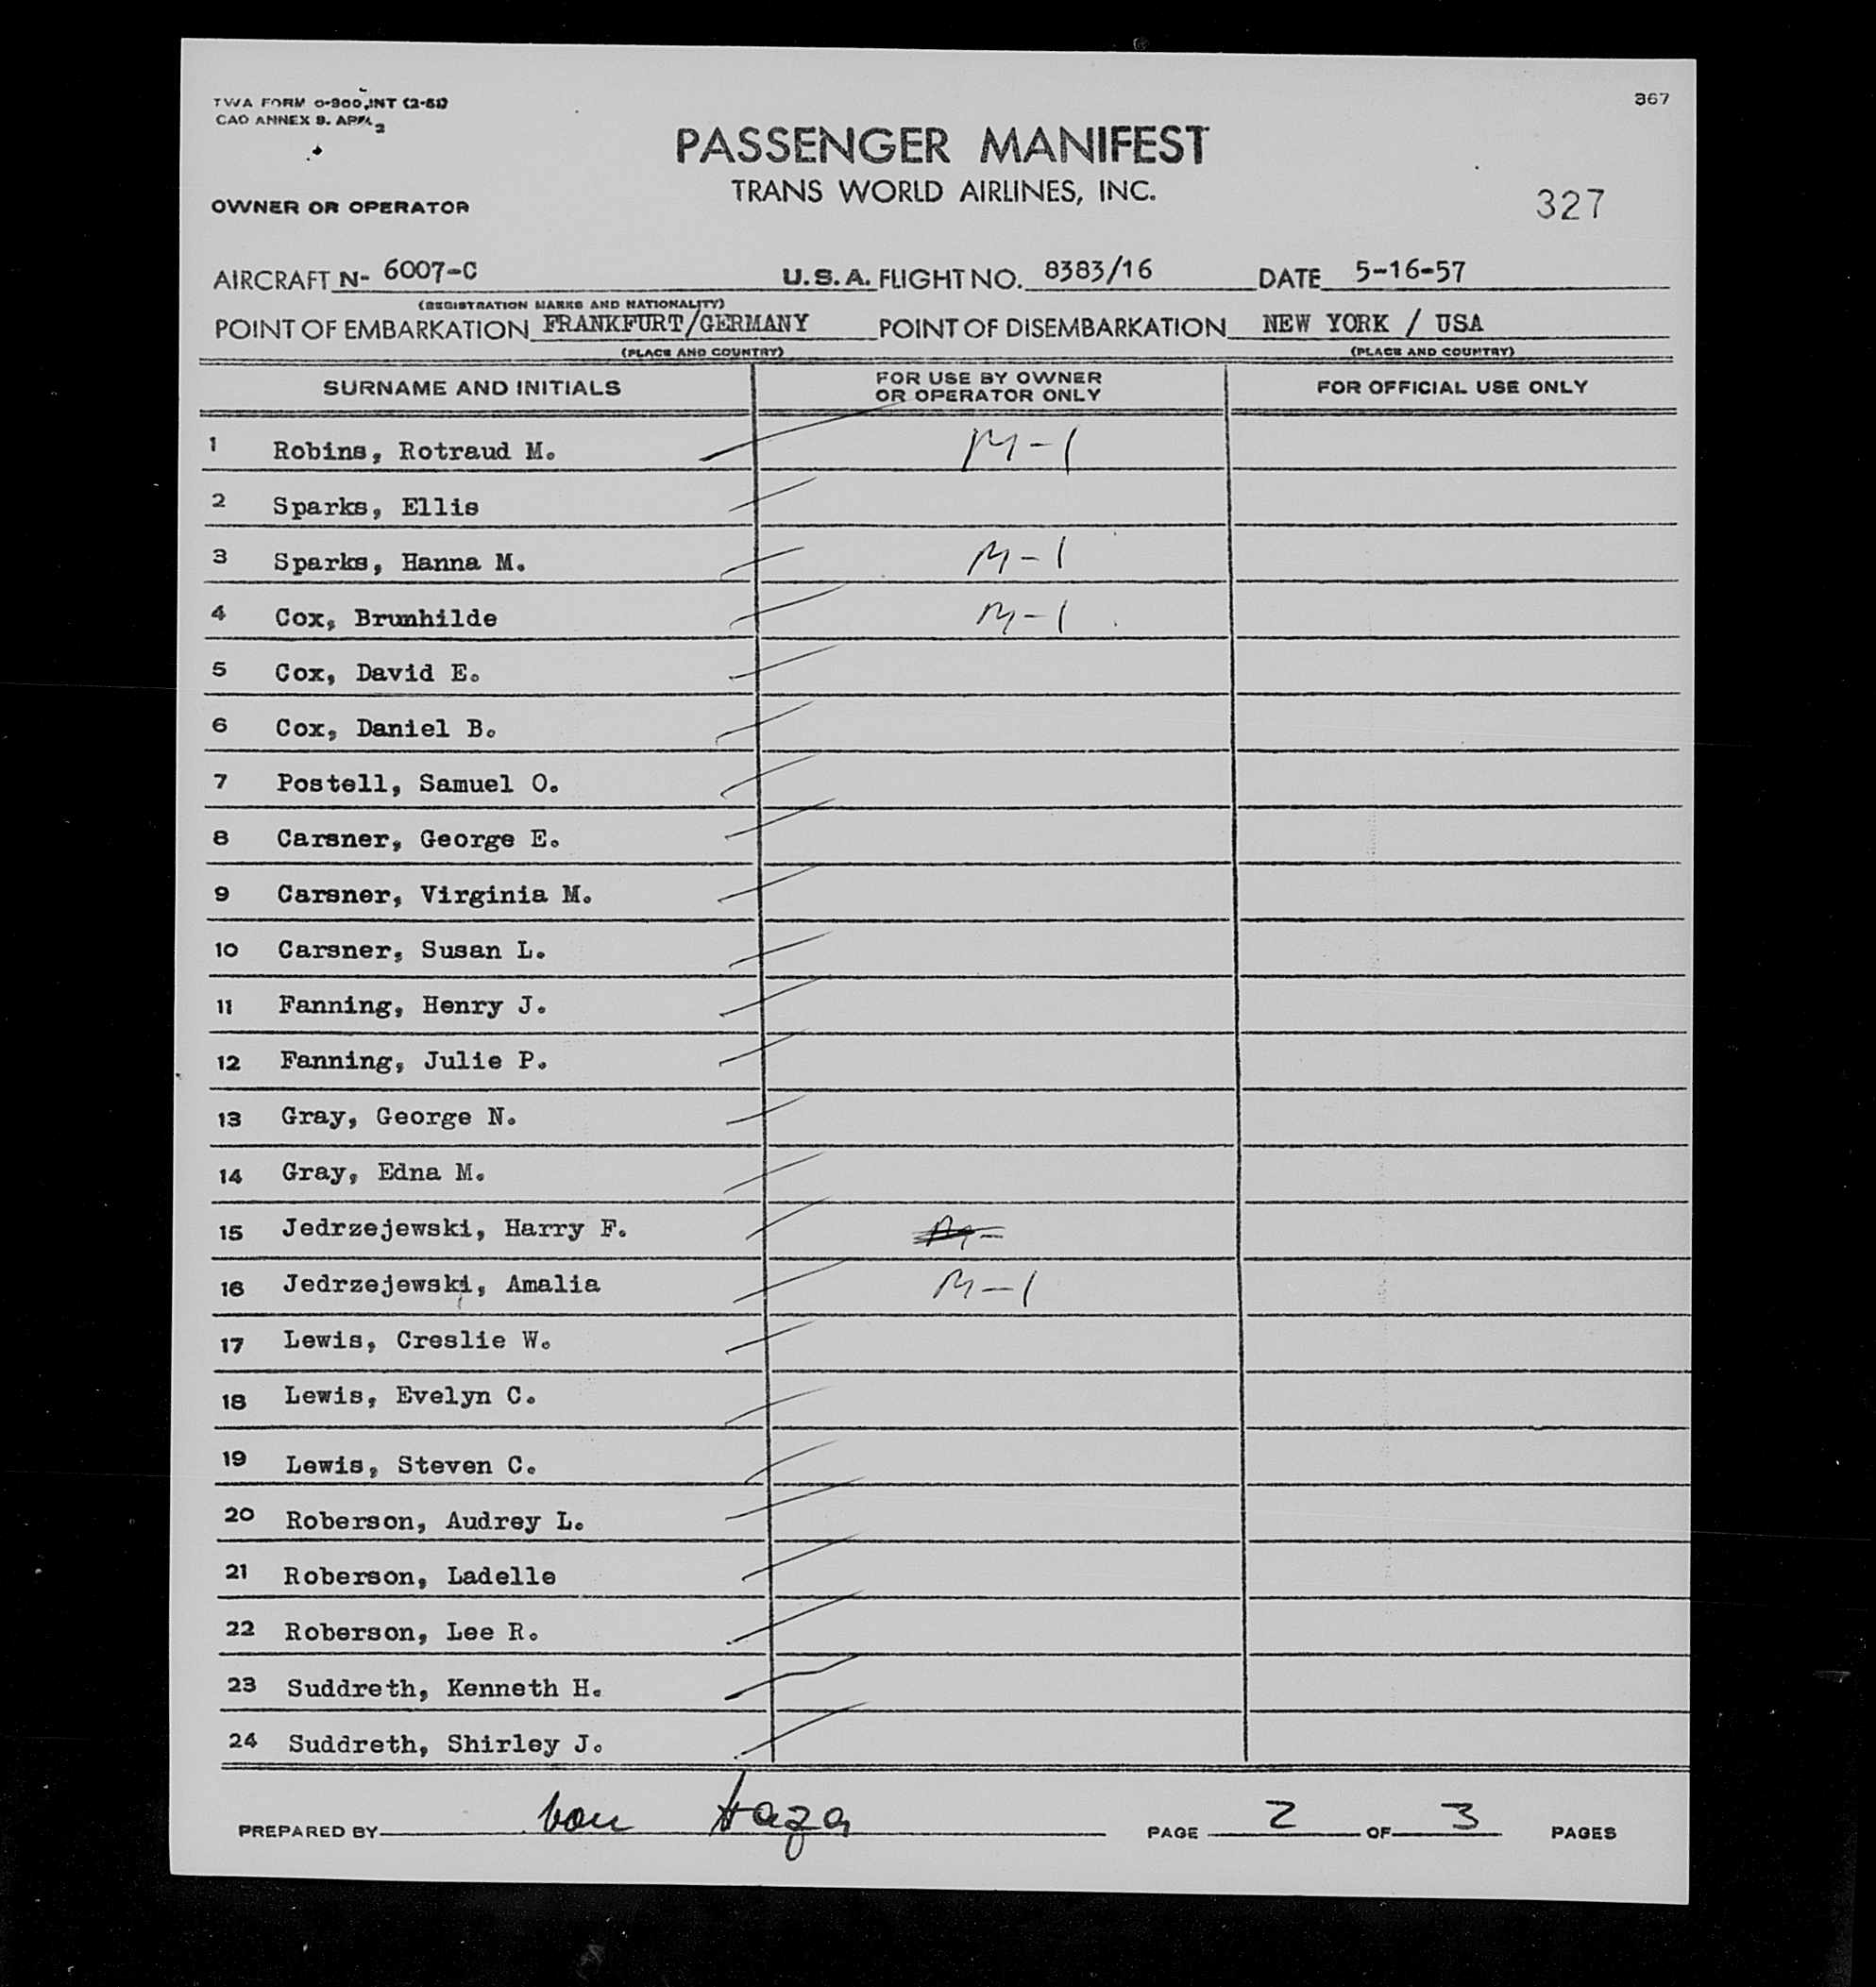 TWA FORM O-900 INT (2-51)
367
CAO ANNEX 9. APP. 2
PASSENGER MANIFEST
TRANS WORLD AIRLINES, INC.
OWNER OR OPERATOR
327
AIRCRAFT N- 6007-C U.S.A. FLIGHT NO. 8383/16 DATE 5-16-57
(REGISTRATION MARKS AND NATIONALITY)
POINT OF EMBARKATION FRANKFURT/GERMANY POINT OF DISEMBARKATION NEW YORK / USA
(PLACE AND COUNTRY) (PLACE AND COUNTRY)
SURNAME AND INITIALS FOR USE BY OWNER OR OPERATOR ONLY FOR OFFICIAL USE ONLY
1 Robins, Rotraud M. M-1
2 Sparks, Ellis
3 Sparks, Hanna M. M-1
4 Cox, Brunhilde M-1
5 Cox, David E.
6 Cox, Daniel B.
7 Postell, Samuel O.
8 Carsner, George E.
9 Carsner, Virginia M.
10 Carsner, Susan L.
11 Fanning, Henry J.
12 Fanning, Julie P.
13 Gray, George N.
14 Gray, Edna M.
15 Jedrzejewski, Harry F. M-
16 Jedrzejewski, Amalia M-1
17 Lewis, Creslie W.
18 Lewis, Evelyn C.
19 Lewis, Steven C.
20 Roberson, Audrey L.
21 Roberson, Ladelle
22 Roberson, Lee R.
23 Suddreth, Kenneth H.
24 Suddreth, Shirley J.
PREPARED BY von Haza PAGE 2 OF 3 PAGES